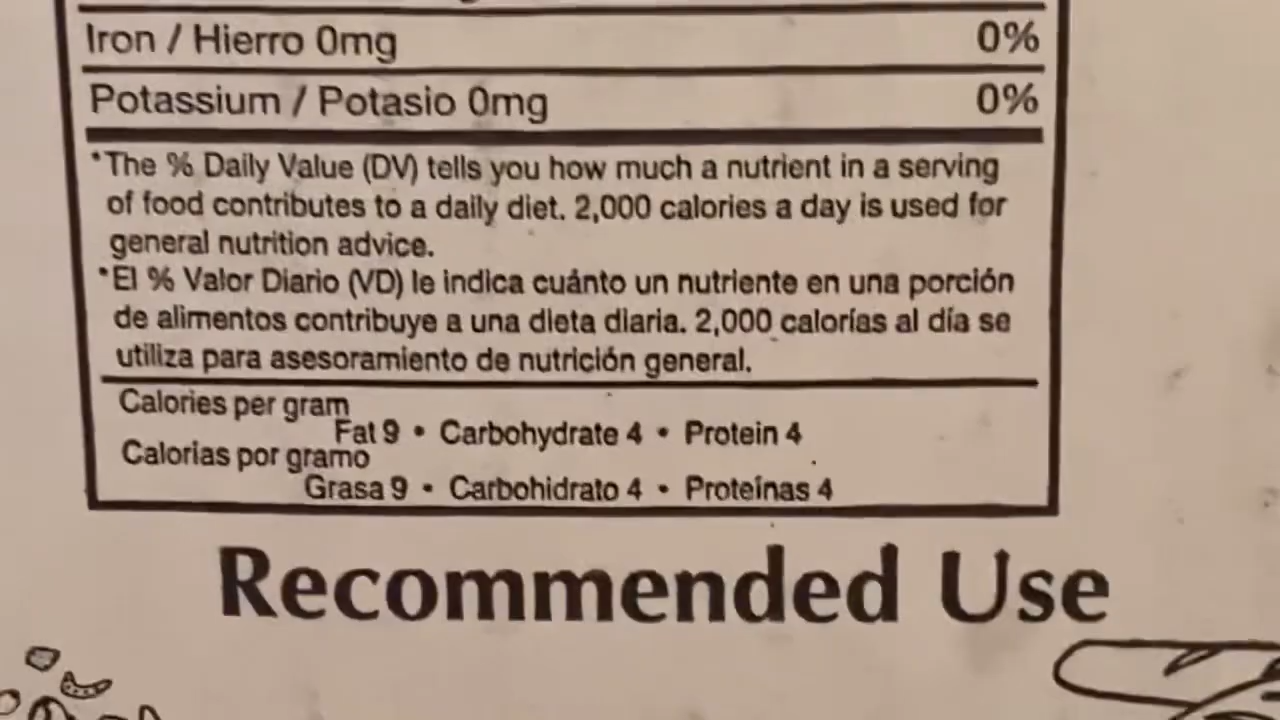 Iron / Hierro 0mg 0%
Potassium / Potasio 0mg 0%
*The % Daily Value (DV) tells you how much a nutrient in a serving
of food contributes to a daily diet. 2,000 calories a day is used for
general nutrition advice.
*El % Valor Diario (VD) le indica cuánto un nutriente en una porción
de alimentos contribuye a una dieta diaria. 2,000 calorías al día se
utiliza para asesoramiento de nutrición general.
Calories per gram
Fat 9 • Carbohydrate 4 • Protein 4
Calorias por gramo
Grasa 9 • Carbohidrato 4 • Proteínas 4
Recommended Use